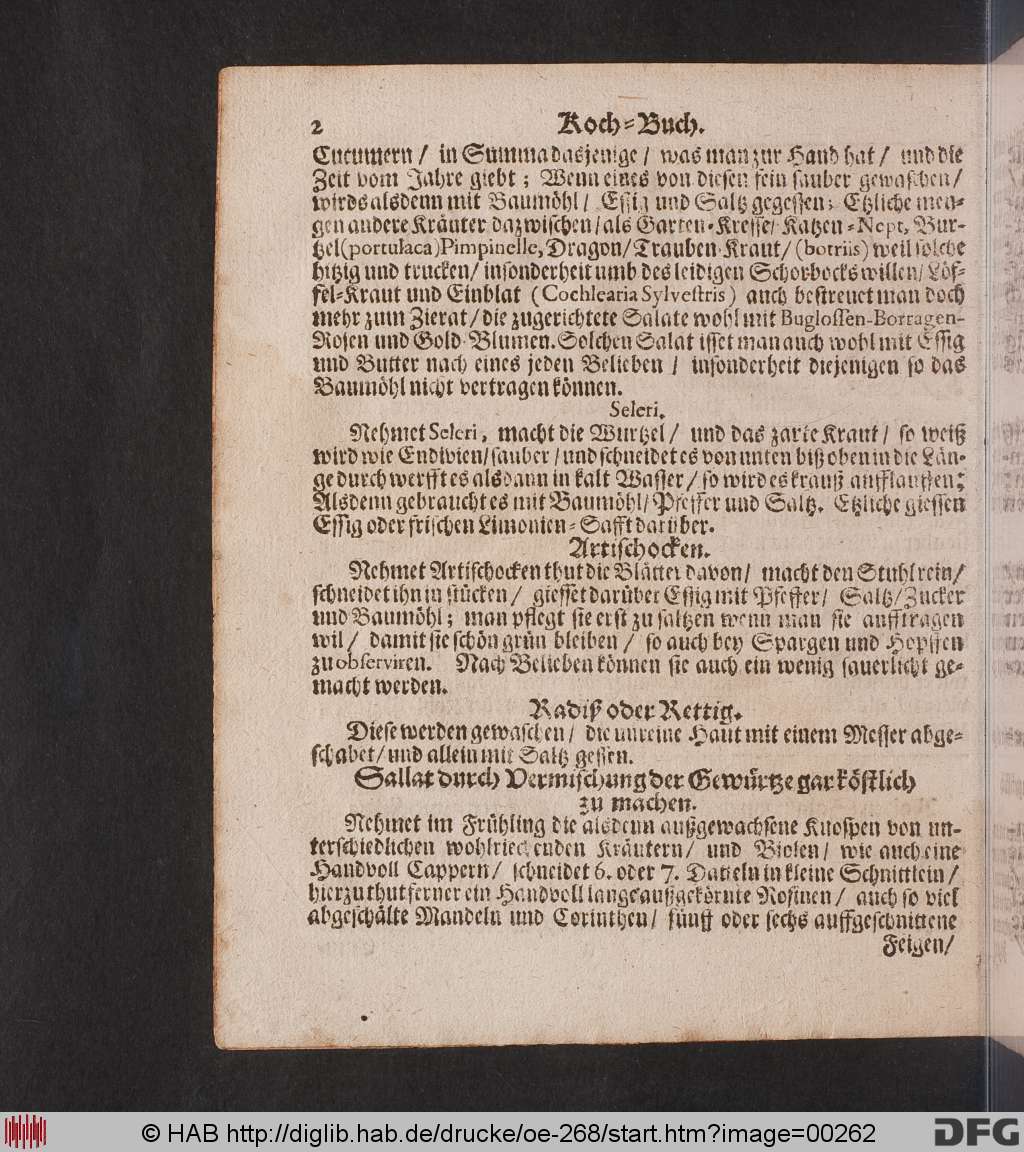 2 Koch-Buch.
Cucumern / in Summa dasjenige / was man zur Hand hat / und die
Zeit vom Jahre giebt ; Wenn eines von diesen fein sauber gewaschen /
wirds alsdenn mit Baumöhl / Essig und Saltz gegessen; Etzliche men-
gen andere Kräuter dazwischen / als Garten-Kresse / Katzen-Nept, Bur-
tzel (portulaca) Pimpinelle, Dragon / Trauben-Kraut / (botriis) weil solche
hitzig und trucken / insonderheit umb des leidigen Schorbocks willen / Löf-
fel-Kraut und Einblat (Cochlearia Sylvestris) auch bestreuet man doch
mehr zum Zierat / die zugerichtete Salate wohl mit Buglossen-Borragen-
Rosen und Gold-Blumen. Solchen Salat isset man auch wohl mit Essig
und Butter nach eines jeden Belieben / insonderheit diejenigen so das
Baumöhl nicht vertragen können.
Seleri.
Nehmet Seleri, macht die Wurtzel / und das zarte Kraut / so weiß
wird wie Endivien / sauber / und schneidet es von unten biß oben in die Län-
ge durch werfft es alsdann in kalt Wasser / so wird es krauß aufflauffen;
Alsdenn gebraucht es mit Baumöhl / Pfeffer und Saltz. Etzliche giessen
Essig oder frischen Limonien-Safft darüber.
Artischocken.
Nehmet Artischocken thut die Blätter davon / macht den Stuhl rein /
schneidet ihn in stücken / giesset darüber Essig mit Pfeffer / Saltz / Zucker
und Baumöhl ; man pflegt sie erst zu saltzen wenn man sie aufftragen
wil / damit sie schön grün bleiben / so auch bey Spargen und Hopffen
zu observiren. Nach Belieben können sie auch ein wenig sauerlicht ge-
macht werden.
Radiß oder Rettig.
Diese werden gewaschen / die unreine Haut mit einem Messer abge-
schabet / und allein mit Saltz gessen.
Sallat durch Vermischung der Gewürtze gar köstlich
zu machen.
Nehmet im Frühling die alsdenn außgewachsene Knospen von un-
terschiedlichen wohlriechenden Kräutern / und Violen / wie auch eine
Handvoll Cappern / schneidet 6. oder 7. Datteln in kleine Schnittlein /
hierzu thut ferner ein Handvoll lange außgekörnte Rosinen / auch so viel
abgeschälte Mandeln und Corinthen / fünff oder sechs auffgeschnittene
Feigen /
© HAB http://diglib.hab.de/drucke/oe-268/start.htm?image=00262
DFG